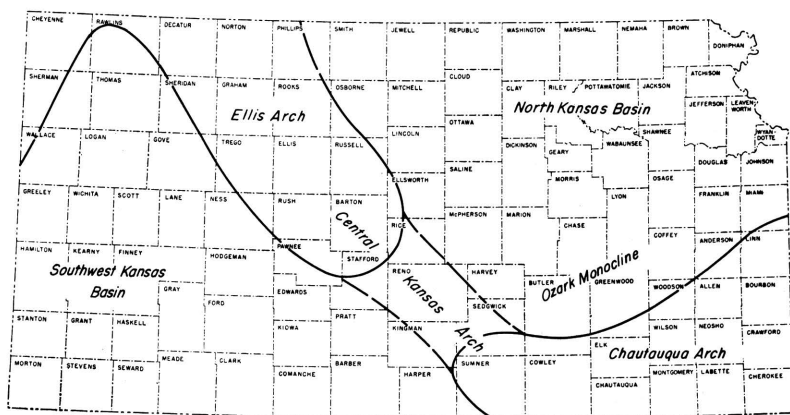 CHEYENNE
RAWLINS
DECATUR
NORTON
PHILLIPS
SMITH
JEWELL
REPUBLIC
WASHINGTON
MARSHALL
NEMAHA
BROWN
DONIPHAN
ATCHISON
SHERMAN
THOMAS
SHERIDAN
GRAHAM
ROOKS
OSBORNE
MITCHELL
CLOUD
CLAY
RILEY
POTTAWATOMIE
JACKSON
JEFFERSON
LEAVEN
WORTH
WYAN
DOTTE
Ellis Arch
North Kansas Basin
WALLACE
LOGAN
GOVE
TREGO
ELLIS
RUSSELL
LINCOLN
OTTAWA
DICKINSON
GEARY
WABAUNSEE
SHAWNEE
DOUGLAS
JOHNSON
ELLSWORTH
SALINE
MORRIS
LYON
OSAGE
FRANKLIN
MIAMI
GREELEY
WICHITA
SCOTT
LANE
NESS
RUSH
BARTON
Central
RICE
McPHERSON
MARION
CHASE
COFFEY
ANDERSON
LINN
HAMILTON
KEARNY
FINNEY
HODGEMAN
PAWNEE
STAFFORD
Southwest Kansas
Basin
GRAY
FORD
EDWARDS
RENO
HARVEY
Kansas
SEDGWICK
BUTLER
Ozark Monocline
GREENWOOD
WOODSON
ALLEN
BOURBON
STANTON
GRANT
HASKELL
KIOWA
PRATT
KINGMAN
Arch
ELK
WILSON
NEOSHO
CRAWFORD
Chautauqua Arch
MORTON
STEVENS
SEWARD
MEADE
CLARK
COMANCHE
BARBER
HARPER
SUMNER
COWLEY
CHAUTAUQUA
MONTGOMERY
LABETTE
CHEROKEE